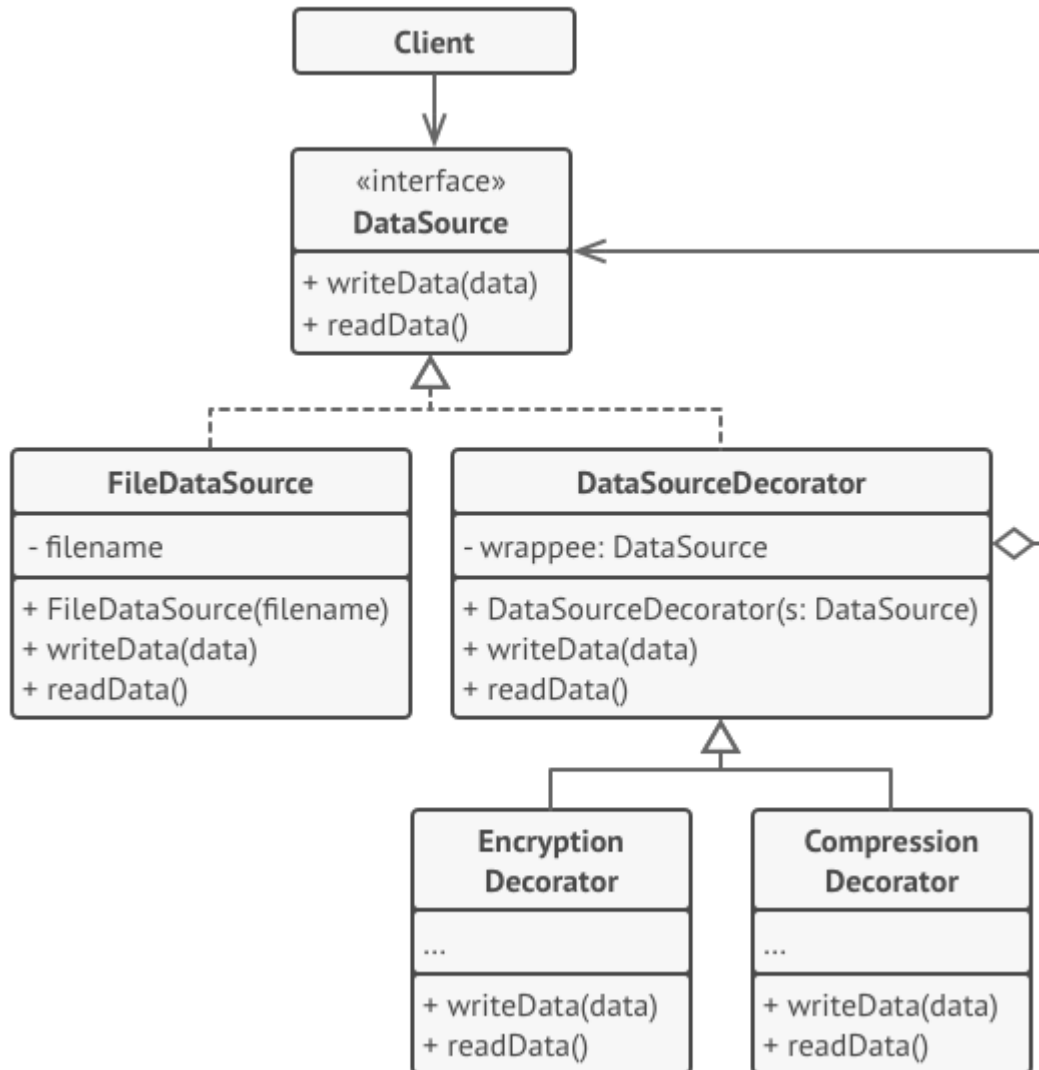 Client
«interface»
DataSource
+ writeData(data)
+ readData()
FileDataSource
- filename
+ FileDataSource(filename)
+ writeData(data)
+ readData()
DataSourceDecorator
- wrappee: DataSource
+ DataSourceDecorator(s: DataSource)
+ writeData(data)
+ readData()
Encryption
Decorator
...
+ writeData(data)
+ readData()
Compression
Decorator
...
+ writeData(data)
+ readData()